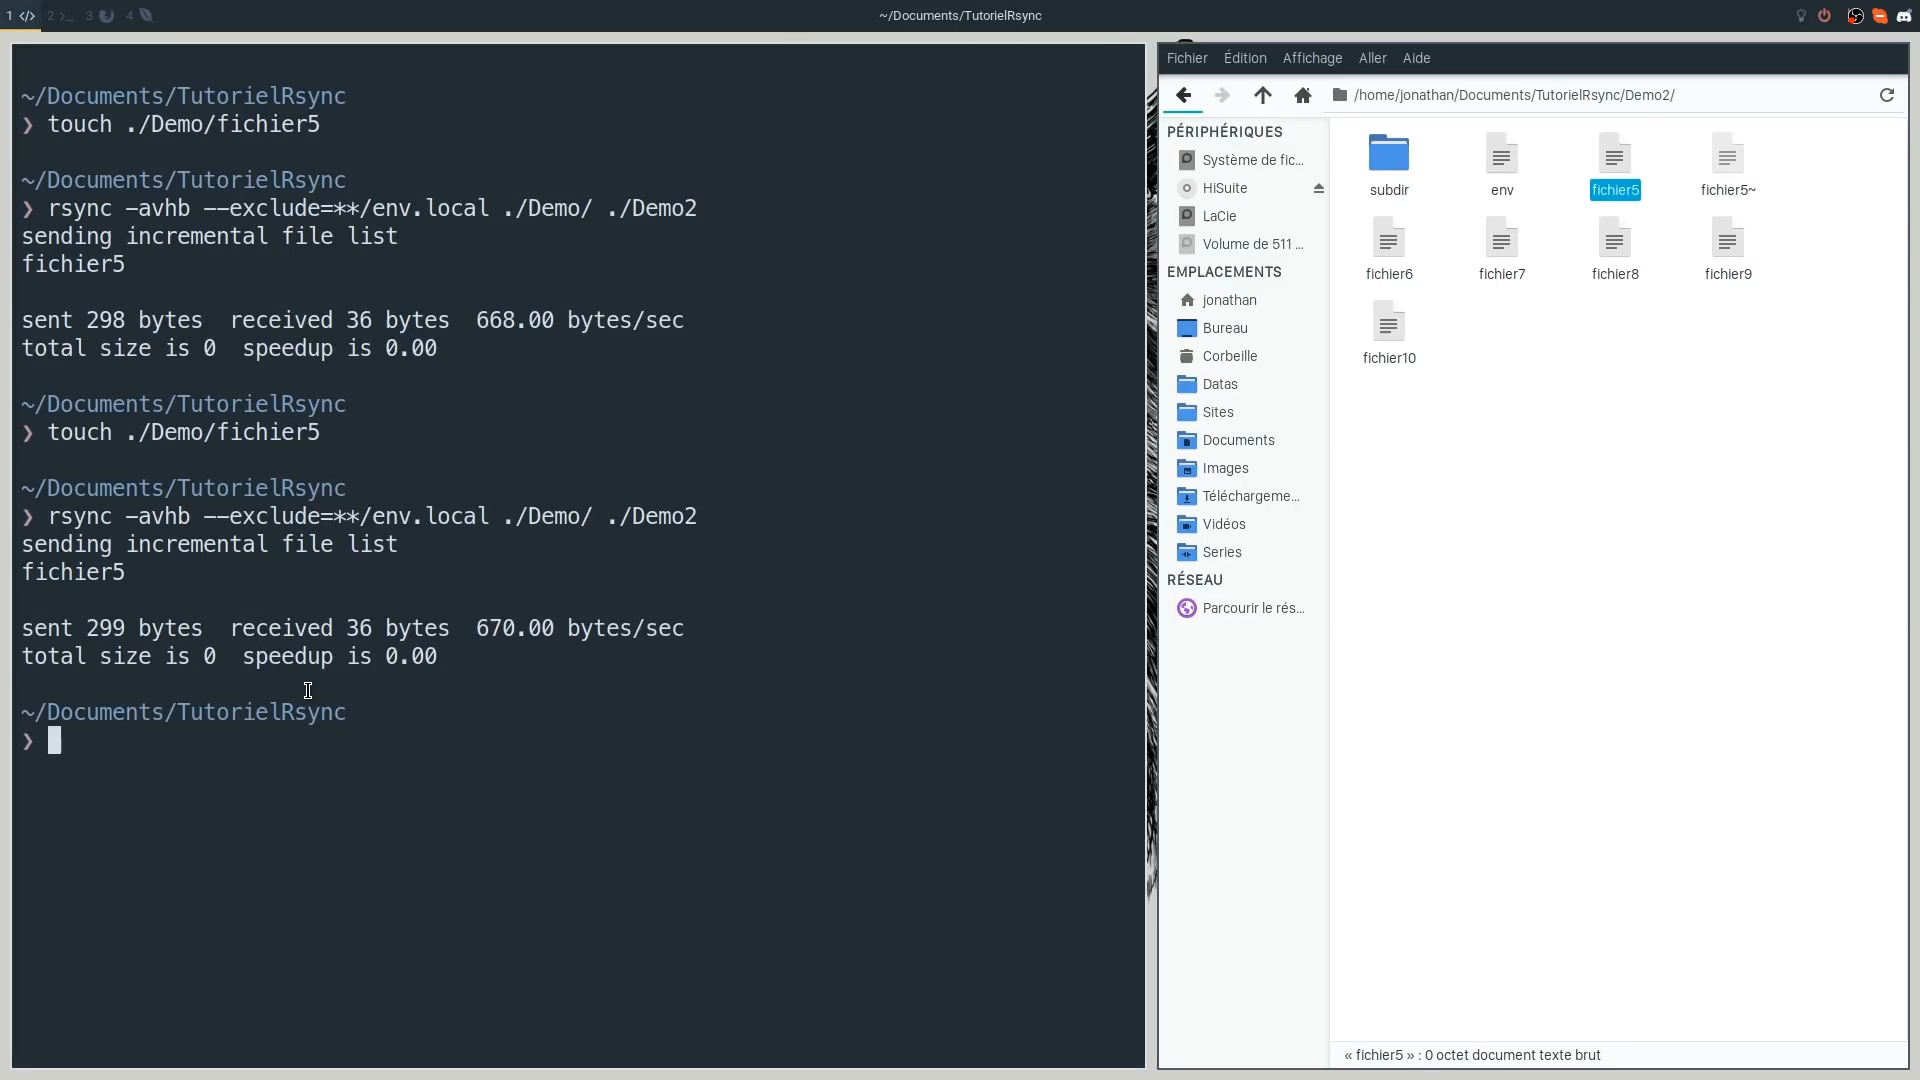 1 </> 2 >_ 3 4
~/Documents/TutorielRsync
~/Documents/TutorielRsync
❯ touch ./Demo/fichier5
~/Documents/TutorielRsync
❯ rsync -avhb --exclude=**/env.local ./Demo/ ./Demo2
sending incremental file list
fichier5
sent 298 bytes  received 36 bytes  668.00 bytes/sec
total size is 0  speedup is 0.00
~/Documents/TutorielRsync
❯ touch ./Demo/fichier5
~/Documents/TutorielRsync
❯ rsync -avhb --exclude=**/env.local ./Demo/ ./Demo2
sending incremental file list
fichier5
sent 299 bytes  received 36 bytes  670.00 bytes/sec
total size is 0  speedup is 0.00
~/Documents/TutorielRsync
❯
Fichier Édition Affichage Aller Aide
/home/jonathan/Documents/TutorielRsync/Demo2/
PÉRIPHÉRIQUES
Système de fic...
HiSuite
LaCie
Volume de 511 ...
EMPLACEMENTS
jonathan
Bureau
Corbeille
Datas
Sites
Documents
Images
Téléchargeme...
Vidéos
Series
RÉSEAU
Parcourir le rés...
subdir env fichier5 fichier5~
fichier6 fichier7 fichier8 fichier9
fichier10
« fichier5 » : 0 octet document texte brut